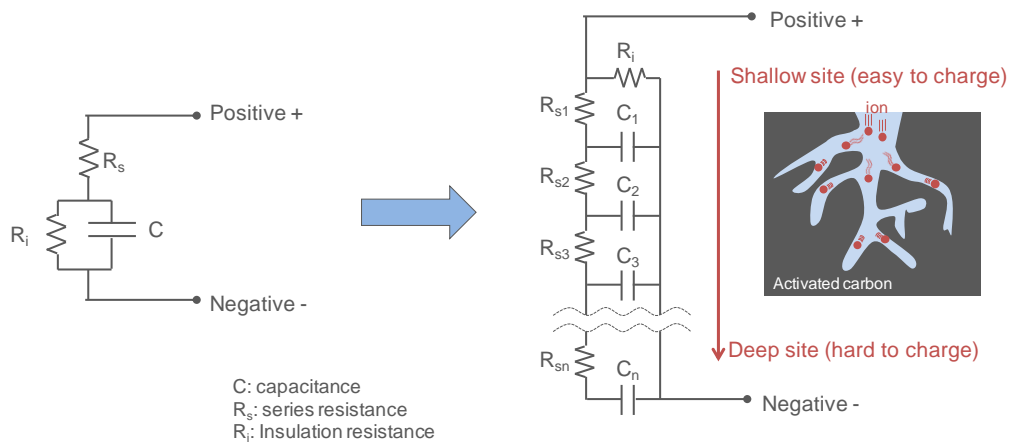 Positive +
Rs
Ri
C
Negative -
C: capacitance
Rs: series resistance
Ri: Insulation resistance
Positive +
Ri
Rs1
C1
Rs2
C2
Rs3
C3
Rsn
Cn
Negative -
Shallow site (easy to charge)
ion
Activated carbon
Deep site (hard to charge)